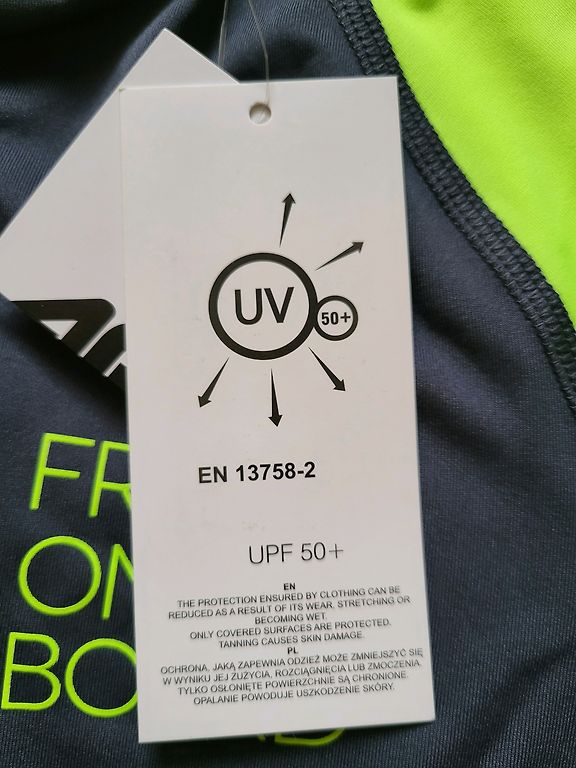 UV
50+
EN 13758-2
UPF 50+
EN
THE PROTECTION ENSURED BY CLOTHING CAN BE
REDUCED AS A RESULT OF ITS WEAR, STRETCHING OR
BECOMING WET.
ONLY COVERED SURFACES ARE PROTECTED.
TANNING CAUSES SKIN DAMAGE.
PL
OCHRONA, JAKĄ ZAPEWNIA ODZIEŻ MOŻE ZMNIEJSZYĆ SIĘ
W WYNIKU JEJ ZUŻYCIA, ROZCIĄGNIĘCIA LUB ZMOCZENIA.
TYLKO OSŁONIĘTE POWIERZCHNIE SĄ CHRONIONE.
OPALANIE POWODUJE USZKODZENIE SKÓRY.
FR
ON
BO